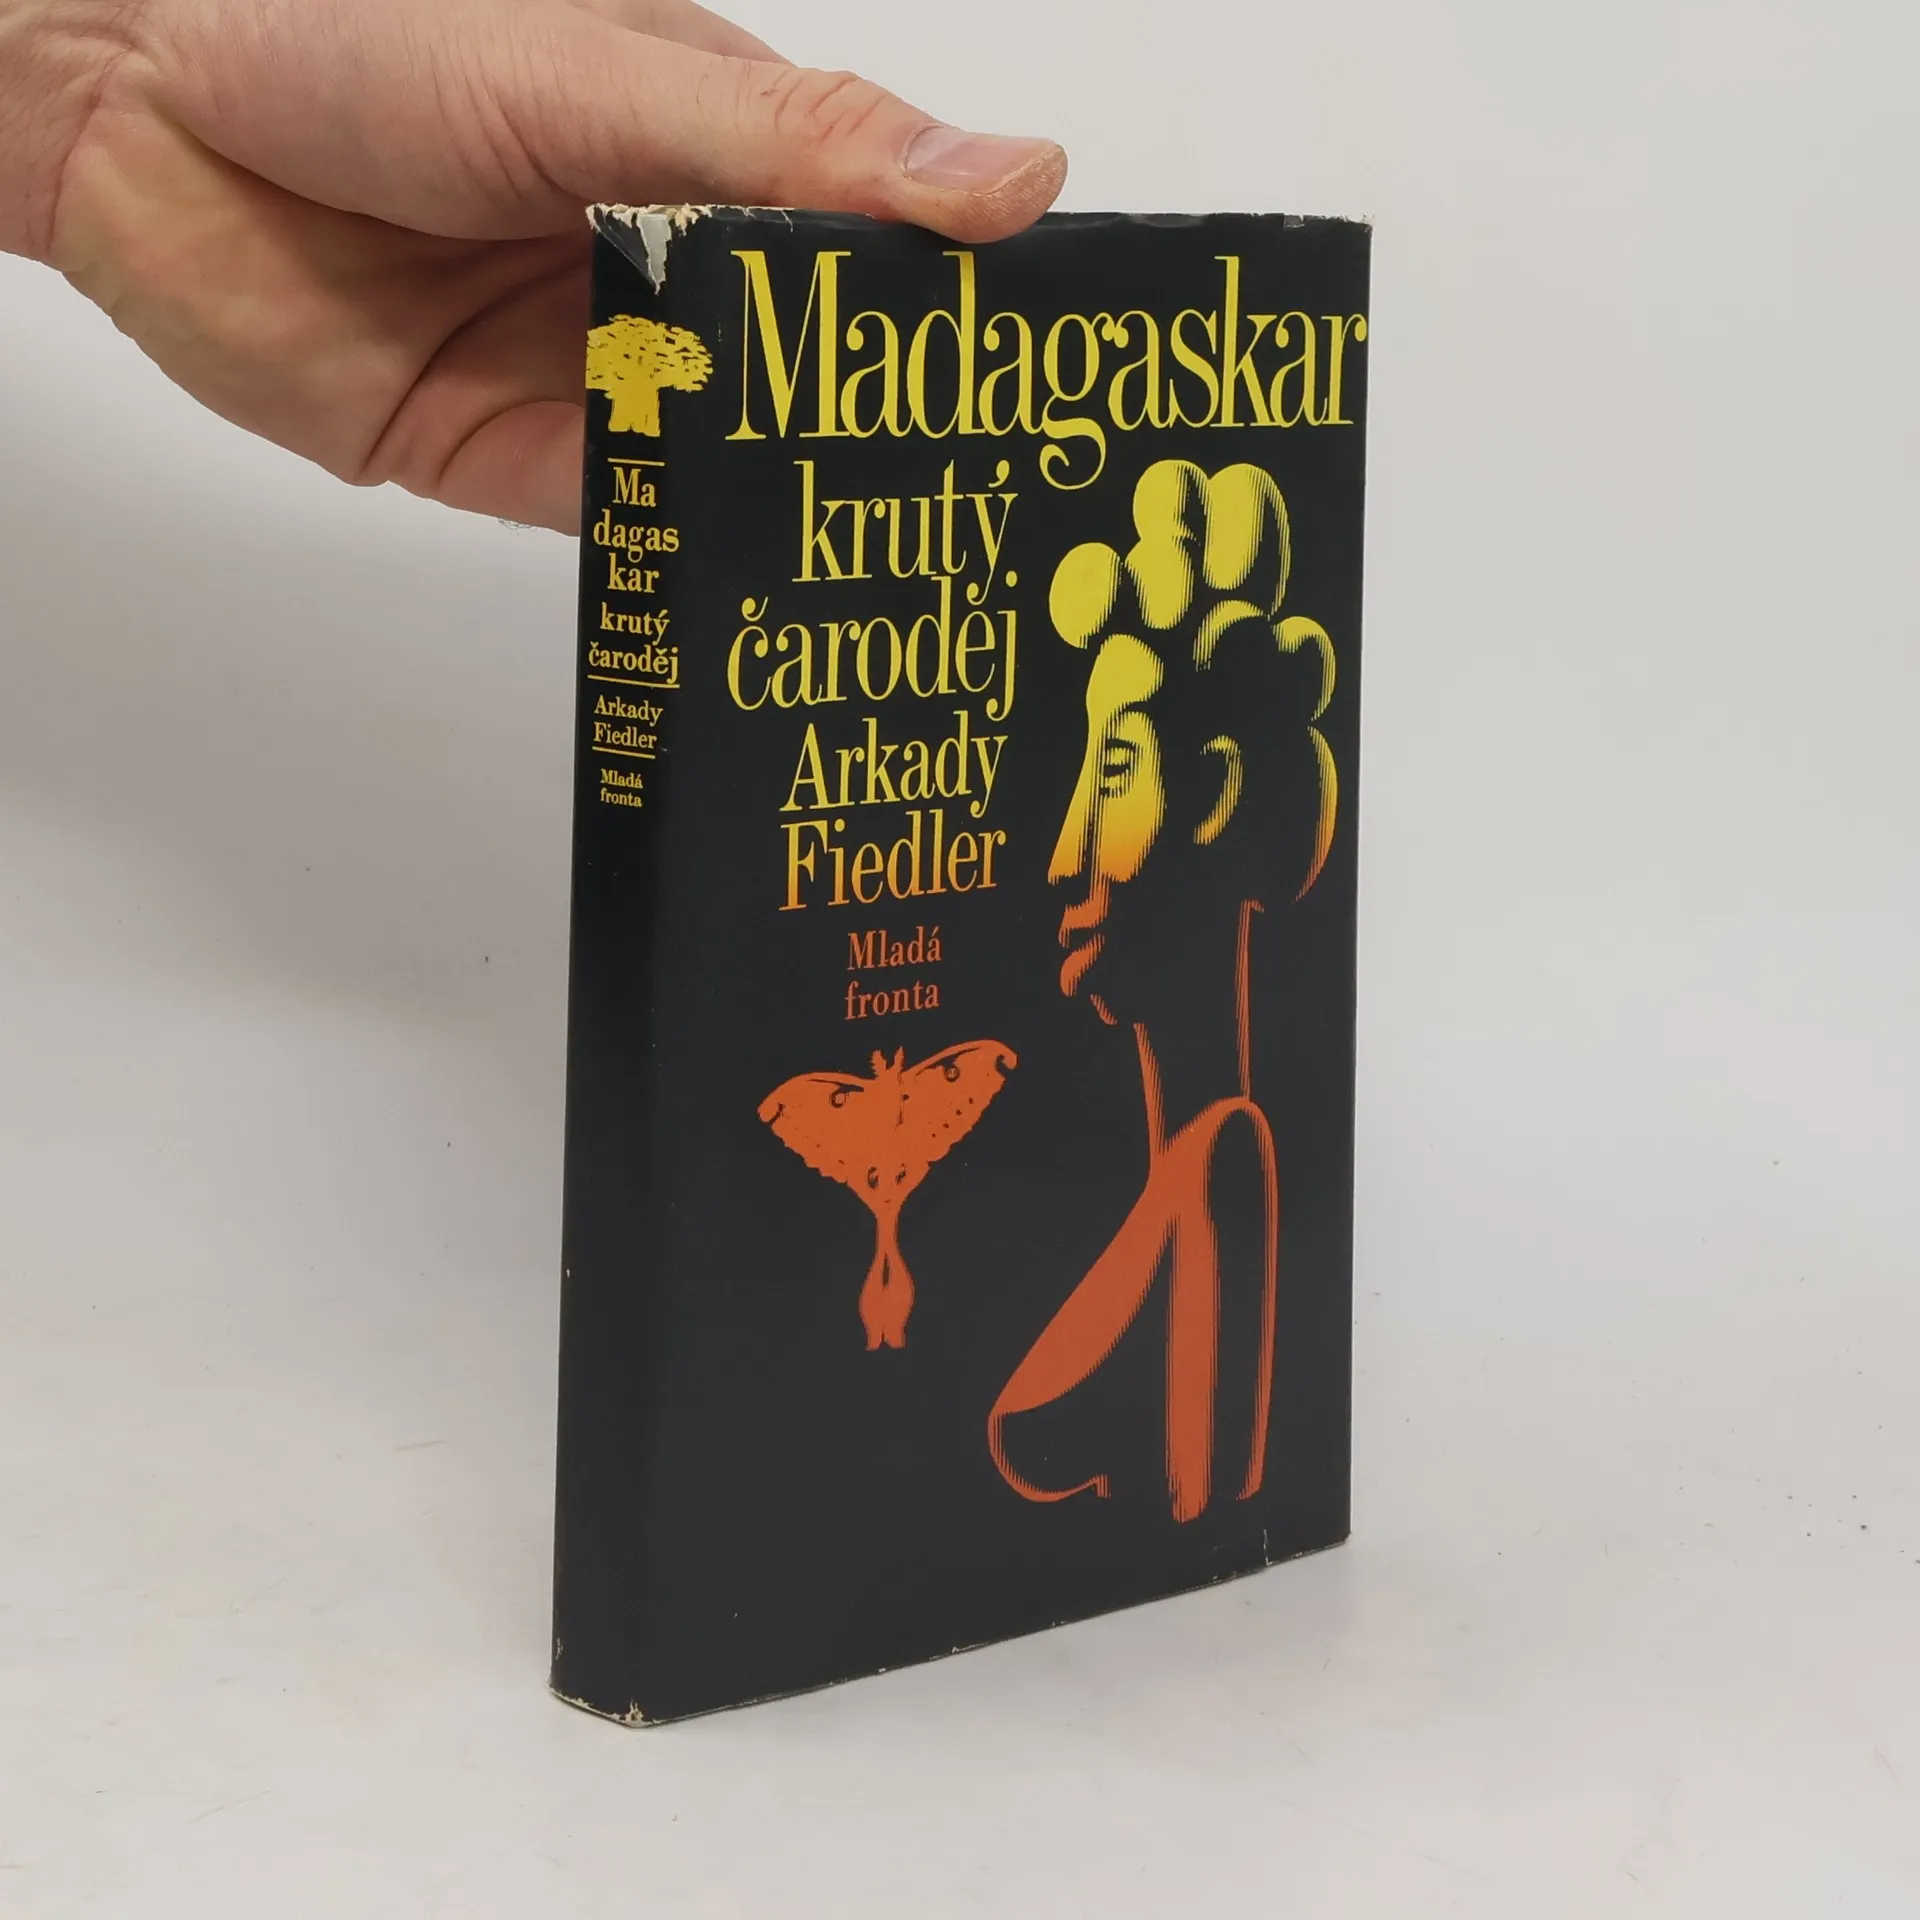 Madagaskar
krutý
čaroděj
Arkady
Fiedler
Mladá
fronta
Ma
dagas
kar
krutý
čaroděj
Arkady
Fiedler
Mladá
fronta